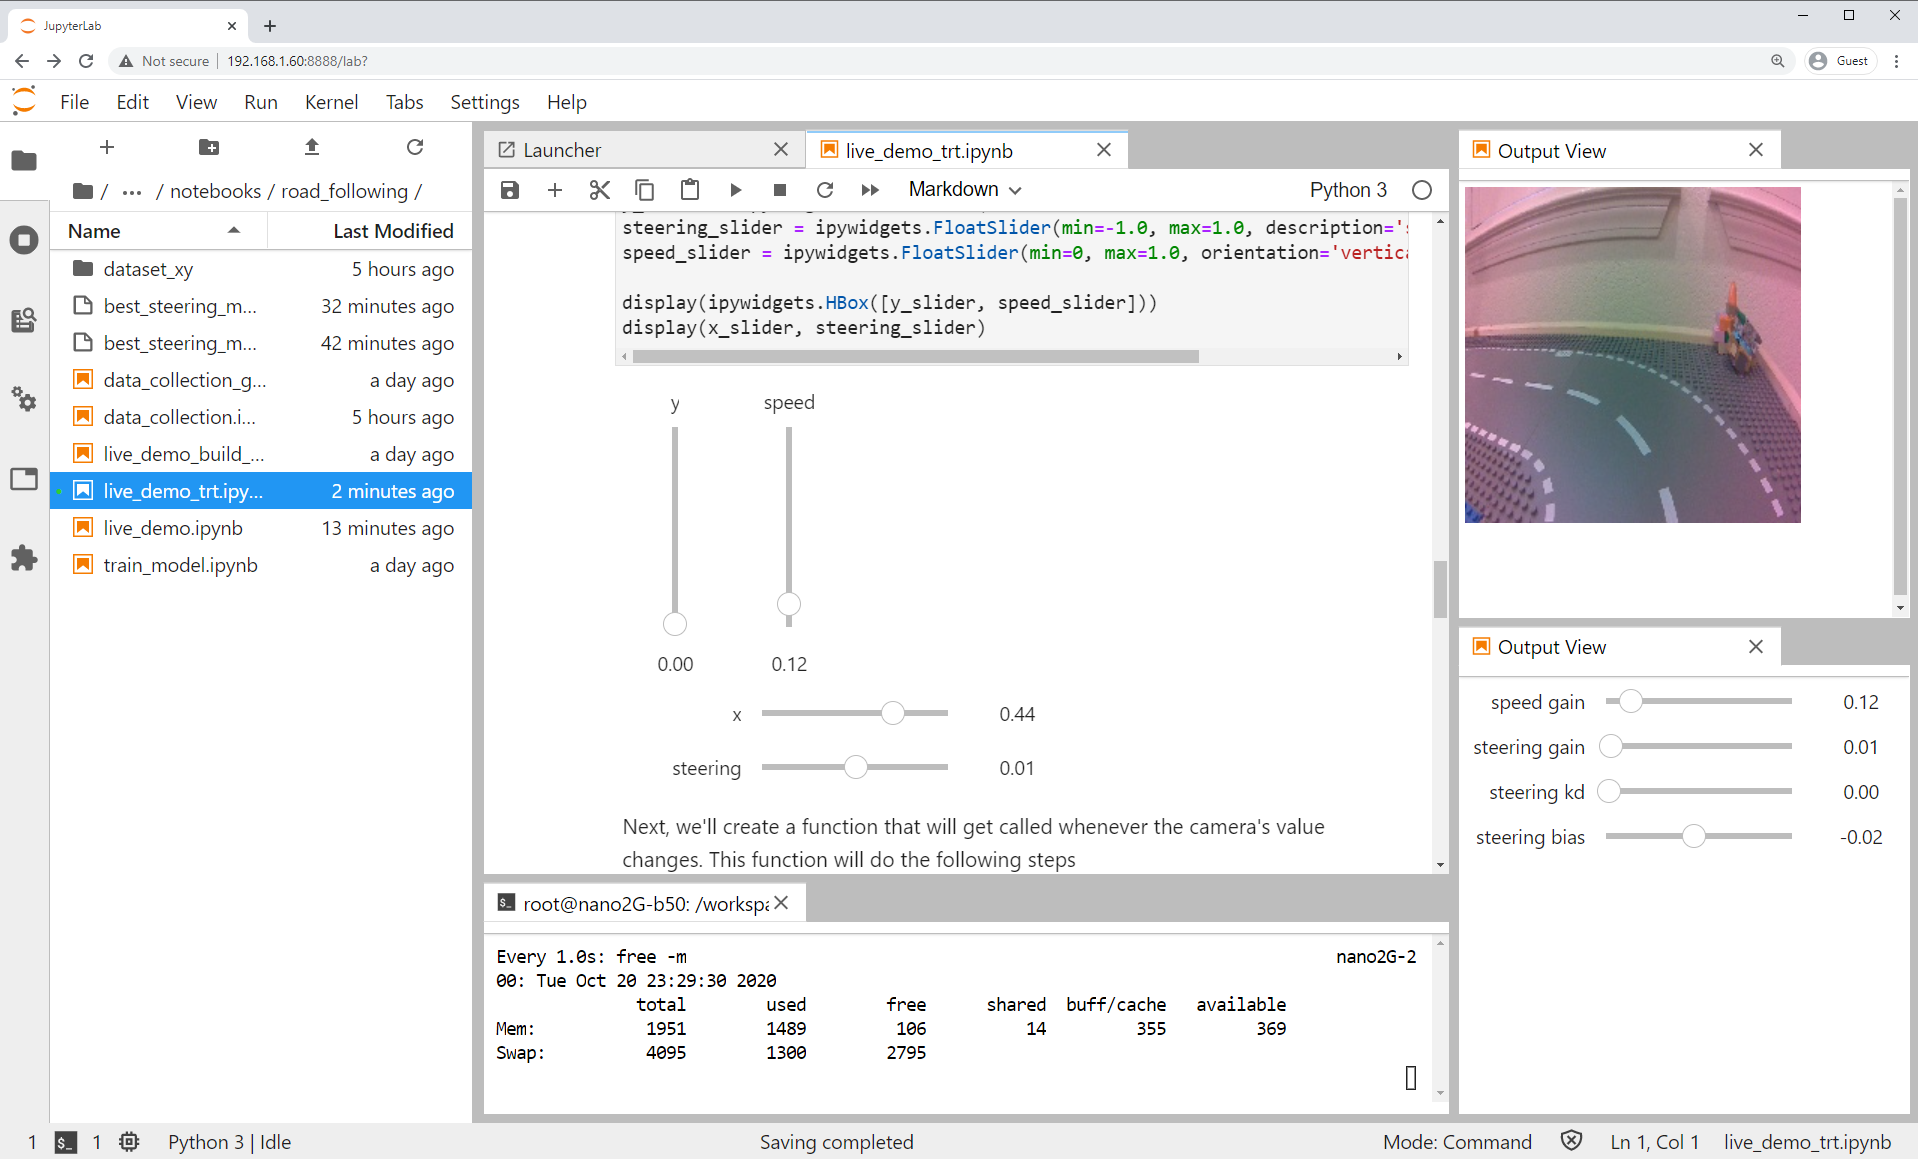 JupyterLab
Not secure
192.168.1.60:8888/lab?
Guest
File Edit View Run Kernel Tabs Settings Help
/ ··· / notebooks / road_following /
Name Last Modified
dataset_xy 5 hours ago
best_steering_m... 32 minutes ago
best_steering_m... 42 minutes ago
data_collection_g... a day ago
data_collection.i... 5 hours ago
live_demo_build_... a day ago
live_demo_trt.ipy... 2 minutes ago
live_demo.ipynb 13 minutes ago
train_model.ipynb a day ago
Launcher
live_demo_trt.ipynb
Markdown
Python 3
steering_slider = ipywidgets.FloatSlider(min=-1.0, max=1.0, description='
speed_slider = ipywidgets.FloatSlider(min=0, max=1.0, orientation='vertica
display(ipywidgets.HBox([y_slider, speed_slider]))
display(x_slider, steering_slider)
y speed
0.00 0.12
x 0.44
steering 0.01
Next, we'll create a function that will get called whenever the camera's value
changes. This function will do the following steps
root@nano2G-b50: /workspa
Every 1.0s: free -m nano2G-2
00: Tue Oct 20 23:29:30 2020
total used free shared buff/cache available
Mem: 1951 1489 106 14 355 369
Swap: 4095 1300 2795
Output View
Output View
speed gain 0.12
steering gain 0.01
steering kd 0.00
steering bias -0.02
1 $_ 1 Python 3 | Idle
Saving completed
Mode: Command
Ln 1, Col 1
live_demo_trt.ipynb